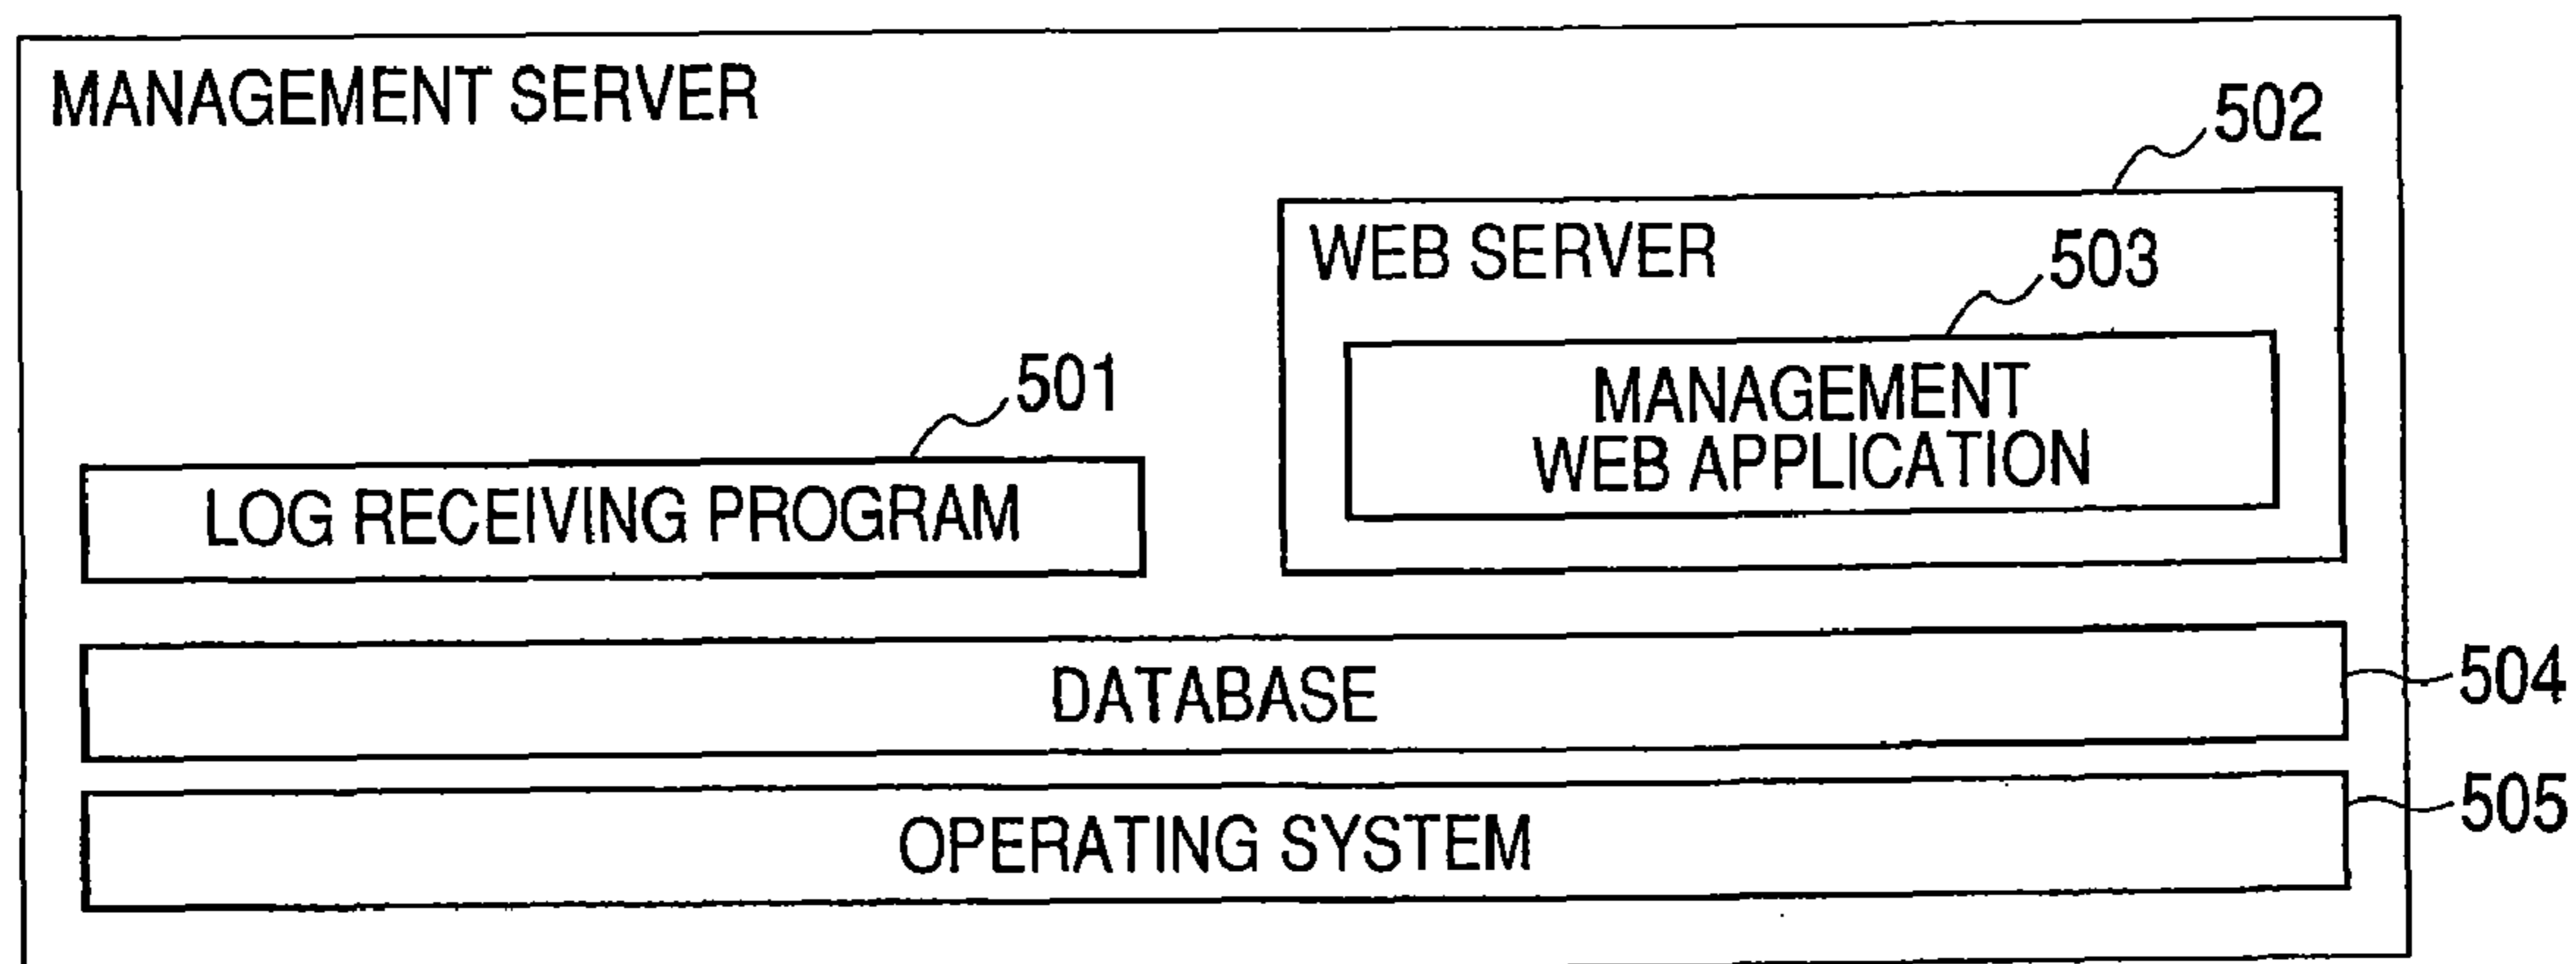 MANAGEMENT SERVER
502
WEB SERVER
503
MANAGEMENT
WEB APPLICATION
501
LOG RECEIVING PROGRAM
DATABASE
504
OPERATING SYSTEM
505